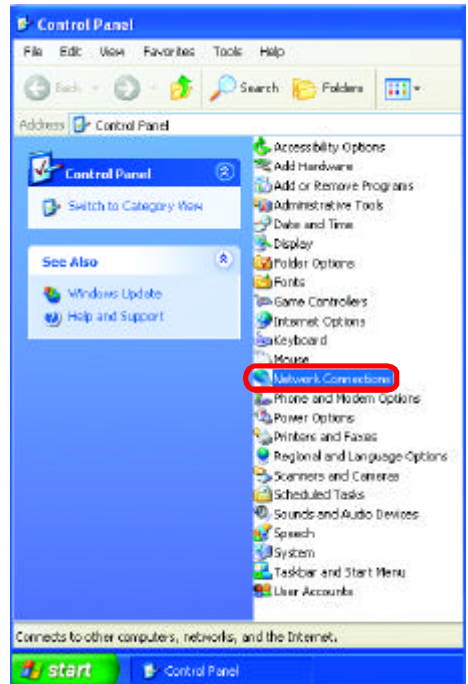 Control Panel
File Edit View Favorites Tools Help
Back Search Folders
Address Control Panel
Control Panel
Switch to Category View
See Also
Windows Update
Help and Support
Accessibility Options
Add Hardware
Add or Remove Programs
Administrative Tools
Date and Time
Display
Folder Options
Fonts
Game Controllers
Internet Options
Keyboard
Mouse
Network Connections
Phone and Modem Options
Power Options
Printers and Faxes
Regional and Language Options
Scanners and Cameras
Scheduled Tasks
Sounds and Audio Devices
Speech
System
Taskbar and Start Menu
User Accounts
Connects to other computers, networks, and the Internet.
start Control Panel